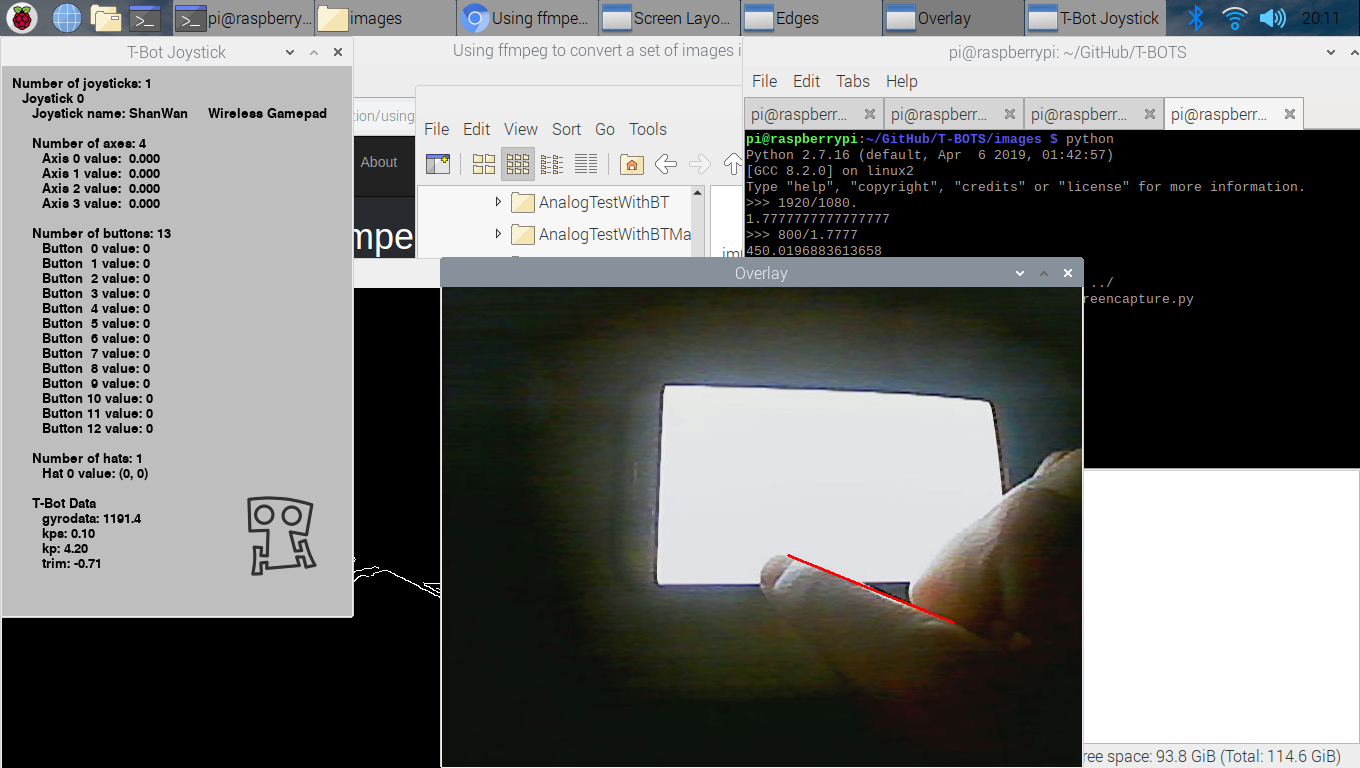 pi@raspberry...
images
Using ffmpe...
Screen Layo...
Edges
Overlay
T-Bot Joystick
20:11
T-Bot Joystick
Number of joysticks: 1
Joystick 0
Joystick name: ShanWan Wireless Gamepad
Number of axes: 4
Axis 0 value: 0.000
Axis 1 value: 0.000
Axis 2 value: 0.000
Axis 3 value: 0.000
Number of buttons: 13
Button 0 value: 0
Button 1 value: 0
Button 2 value: 0
Button 3 value: 0
Button 4 value: 0
Button 5 value: 0
Button 6 value: 0
Button 7 value: 0
Button 8 value: 0
Button 9 value: 0
Button 10 value: 0
Button 11 value: 0
Button 12 value: 0
Number of hats: 1
Hat 0 value: (0, 0)
T-Bot Data
gyrodata: 1191.4
kps: 0.10
kp: 4.20
trim: -0.71
Using ffmpeg to convert a set of images i
ion/using
About
mpe
File Edit View Sort Go Tools
AnalogTestWithBT
AnalogTestWithBTMa
pi@raspberrypi: ~/GitHub/T-BOTS
File Edit Tabs Help
pi@raspberr... pi@raspberr... pi@raspberr... pi@raspberr...
pi@raspberrypi:~/GitHub/T-BOTS/images $ python
Python 2.7.16 (default, Apr 6 2019, 01:42:57)
[GCC 8.2.0] on linux2
Type "help", "copyright", "credits" or "license" for more information.
>>> 1920/1080.
1.7777777777777777
>>> 800/1.7777
450.0196883613658
../
reencapture.py
Overlay
ree space: 93.8 GiB (Total: 114.6 GiB)